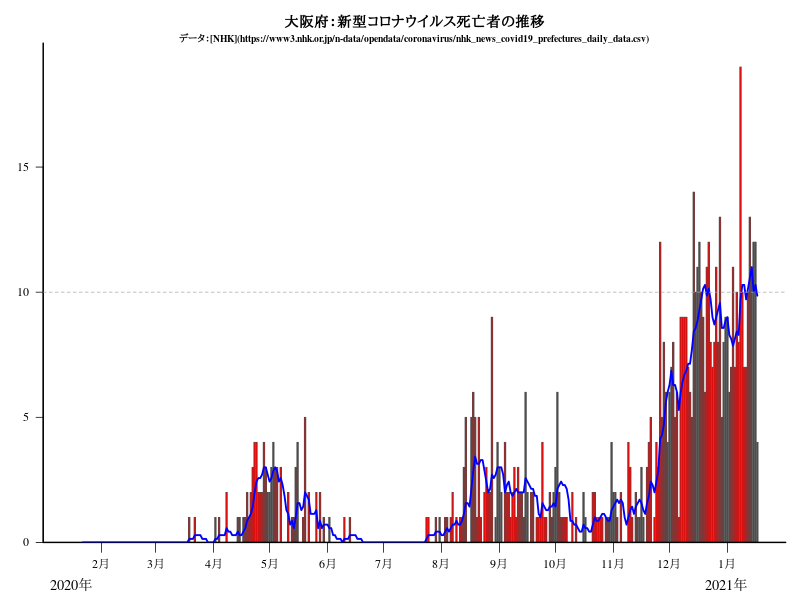 大阪府：新型コロナウイルス死亡者の推移
データ：[NHK](https://www3.nhk.or.jp/n-data/opendata/coronavirus/nhk_news_covid19_prefectures_daily_data.csv)
15
10
5
0
2月 3月 4月 5月 6月 7月 8月 9月 10月 11月 12月 1月
2020年 2021年